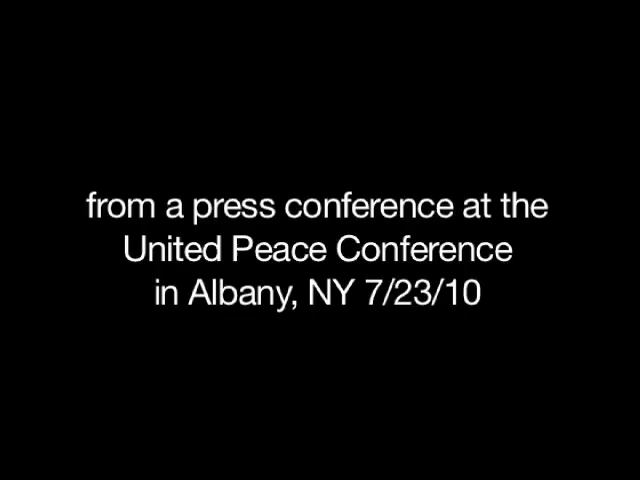 from a press conference at the
United Peace Conference
in Albany, NY 7/23/10